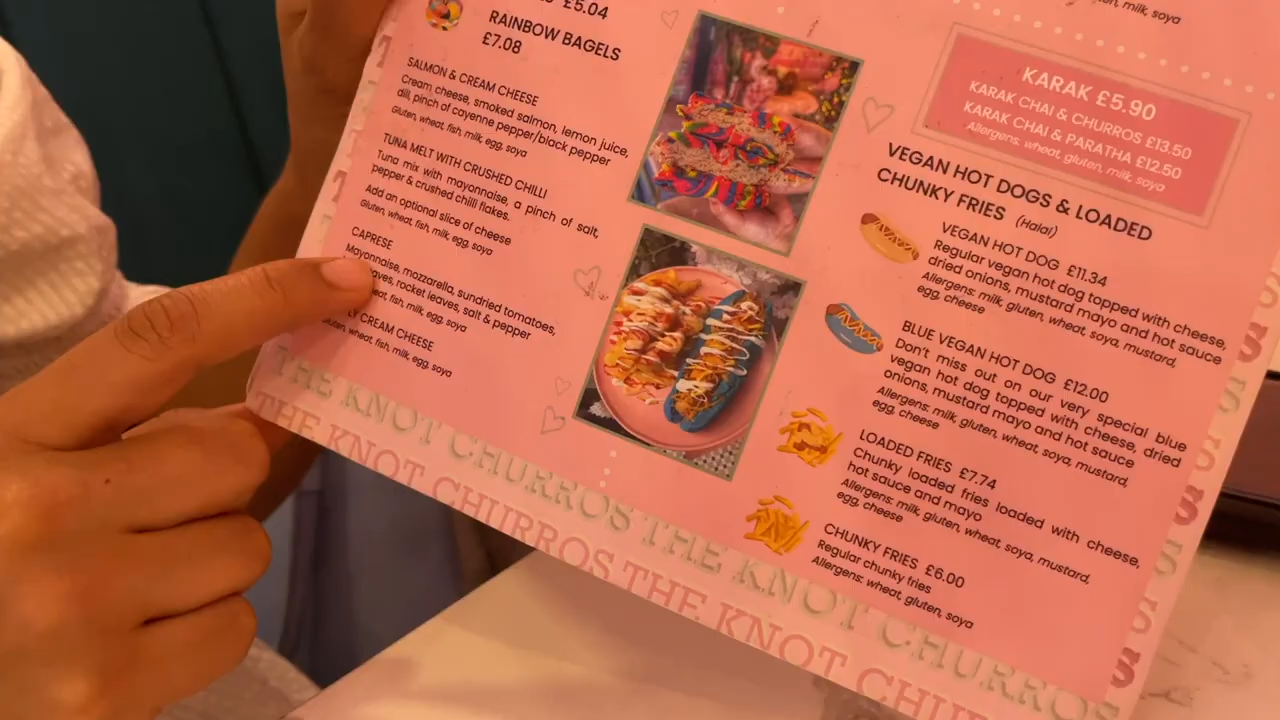 £5.04
RAINBOW BAGELS
£7.08
SALMON & CREAM CHEESE
Cream cheese, smoked salmon, lemon juice,
dill, pinch of cayenne pepper/black pepper
Gluten, wheat, fish, milk, egg, soya
TUNA MELT WITH CRUSHED CHILLI
Tuna mix with mayonnaise, a pinch of salt,
pepper & crushed chilli flakes.
Add an optional slice of cheese
Gluten, wheat, fish, milk, egg, soya
CAPRESE
Mayonnaise, mozzarella, sundried tomatoes,
rocket leaves, salt & pepper
wheat, fish, milk, egg, soya
CREAM CHEESE
wheat, fish, milk, egg, soya
milk, soya
KARAK £5.90
KARAK CHAI & CHURROS £13.50
KARAK CHAI & PARATHA £12.50
Allergens: wheat, gluten, milk, soya
VEGAN HOT DOGS & LOADED
CHUNKY FRIES (Halal)
VEGAN HOT DOG £11.34
Regular vegan hot dog topped with cheese,
dried onions, mustard mayo and hot sauce
Allergens: milk, gluten, wheat, soya, mustard,
egg, cheese
BLUE VEGAN HOT DOG £12.00
Don't miss out on our very special blue
vegan hot dog topped with cheese, dried
onions, mustard mayo and hot sauce
Allergens: milk, gluten, wheat, soya, mustard,
egg, cheese
LOADED FRIES £7.74
Chunky loaded fries loaded with cheese,
hot sauce and mayo
Allergens: milk, gluten, wheat, soya, mustard,
egg, cheese
CHUNKY FRIES £6.00
Regular chunky fries
Allergens: wheat, gluten, soya
THE KNOT CHURROS THE KNOT CHURROS
THE KNOT CHURROS THE KNOT